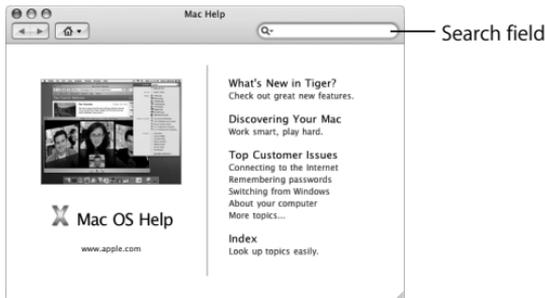 Mac Help
Search field
What's New in Tiger?
Check out great new features.
Discovering Your Mac
Work smart, play hard.
Top Customer Issues
Connecting to the Internet
Remembering passwords
Switching from Windows
About your computer
More topics...
Index
Look up topics easily.
X Mac OS Help
www.apple.com